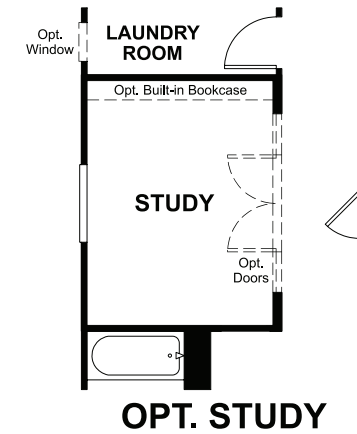 Opt.
Window
LAUNDRY
ROOM
Opt. Built-in Bookcase
STUDY
Opt.
Doors
OPT. STUDY